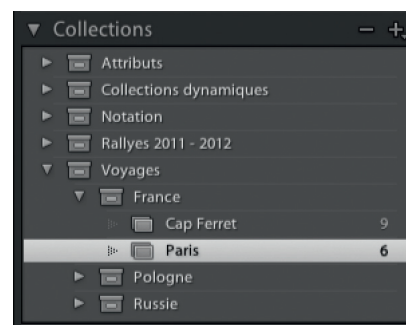 Collections
Attributs
Collections dynamiques
Notation
Rallyes 2011 - 2012
Voyages
France
Cap Ferret 9
Paris 6
Pologne
Russie